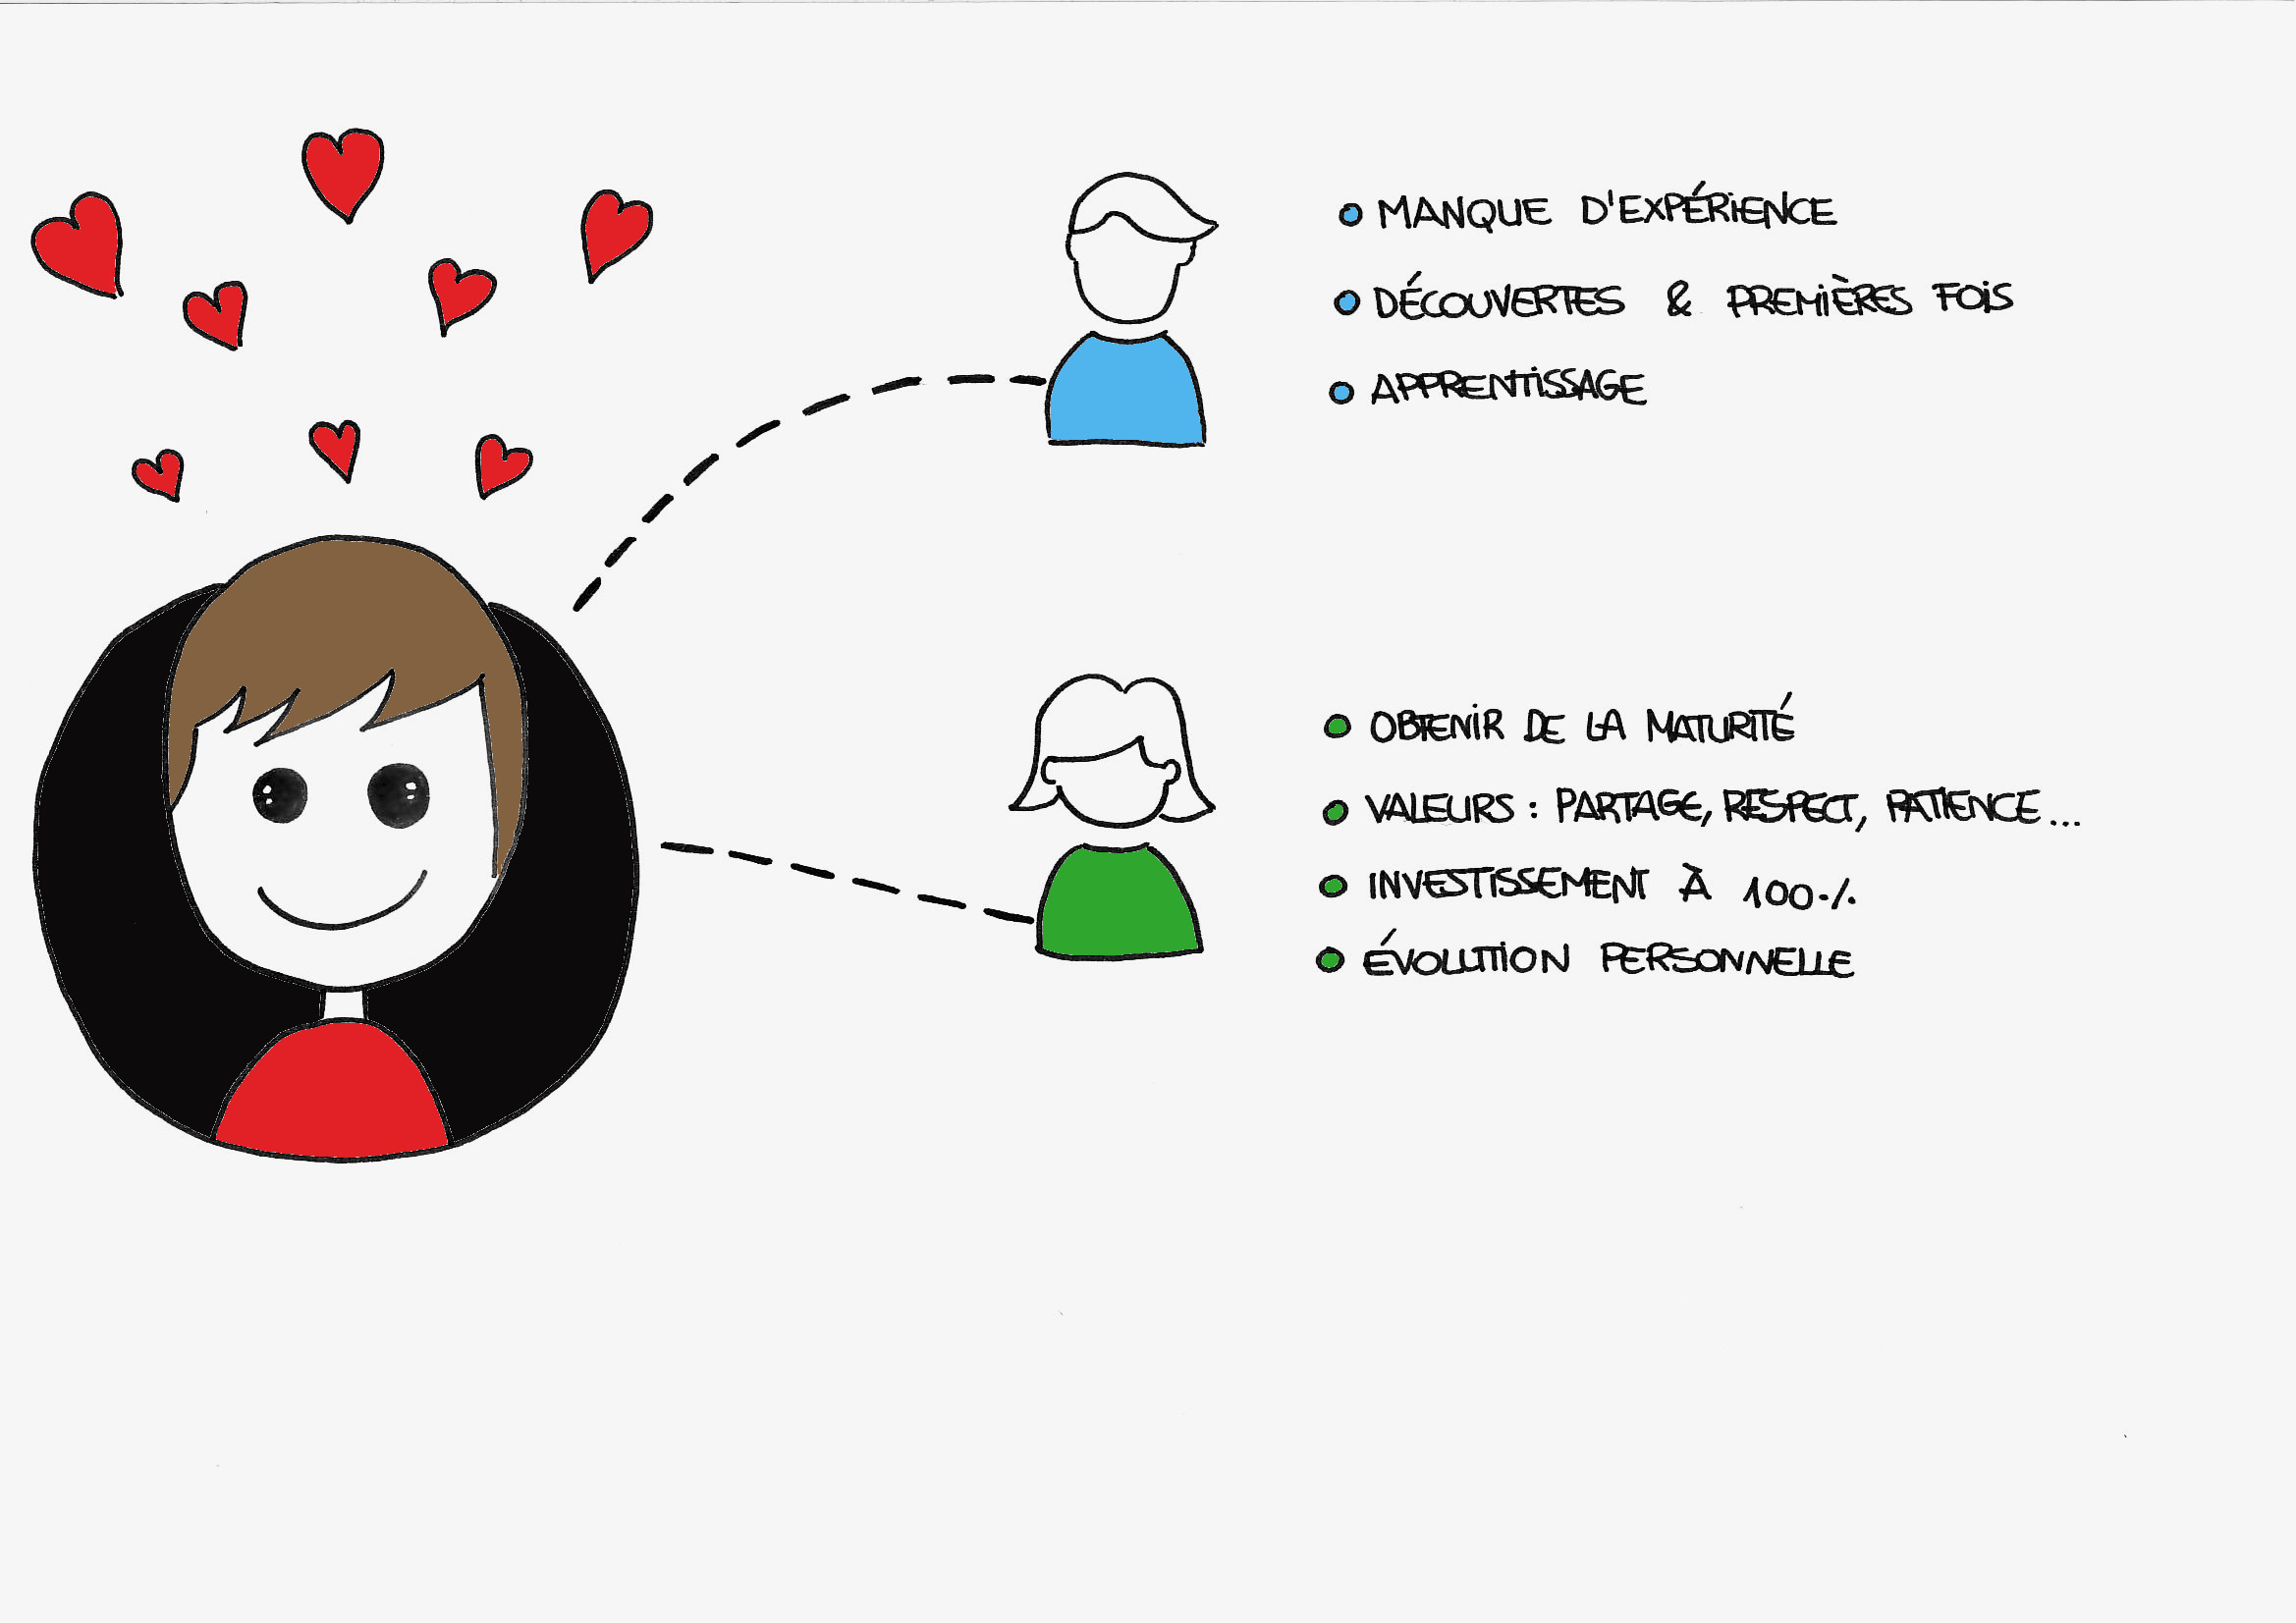 MANQUE D'EXPÉRIENCE
DÉCOUVERTES & PREMIÈRES FOIS
APPRENTISSAGE
OBTENIR DE LA MATURITÉ
VALEURS : PARTAGE, RESPECT, PATIENCE...
INVESTISSEMENT À 100%
ÉVOLUTION PERSONNELLE